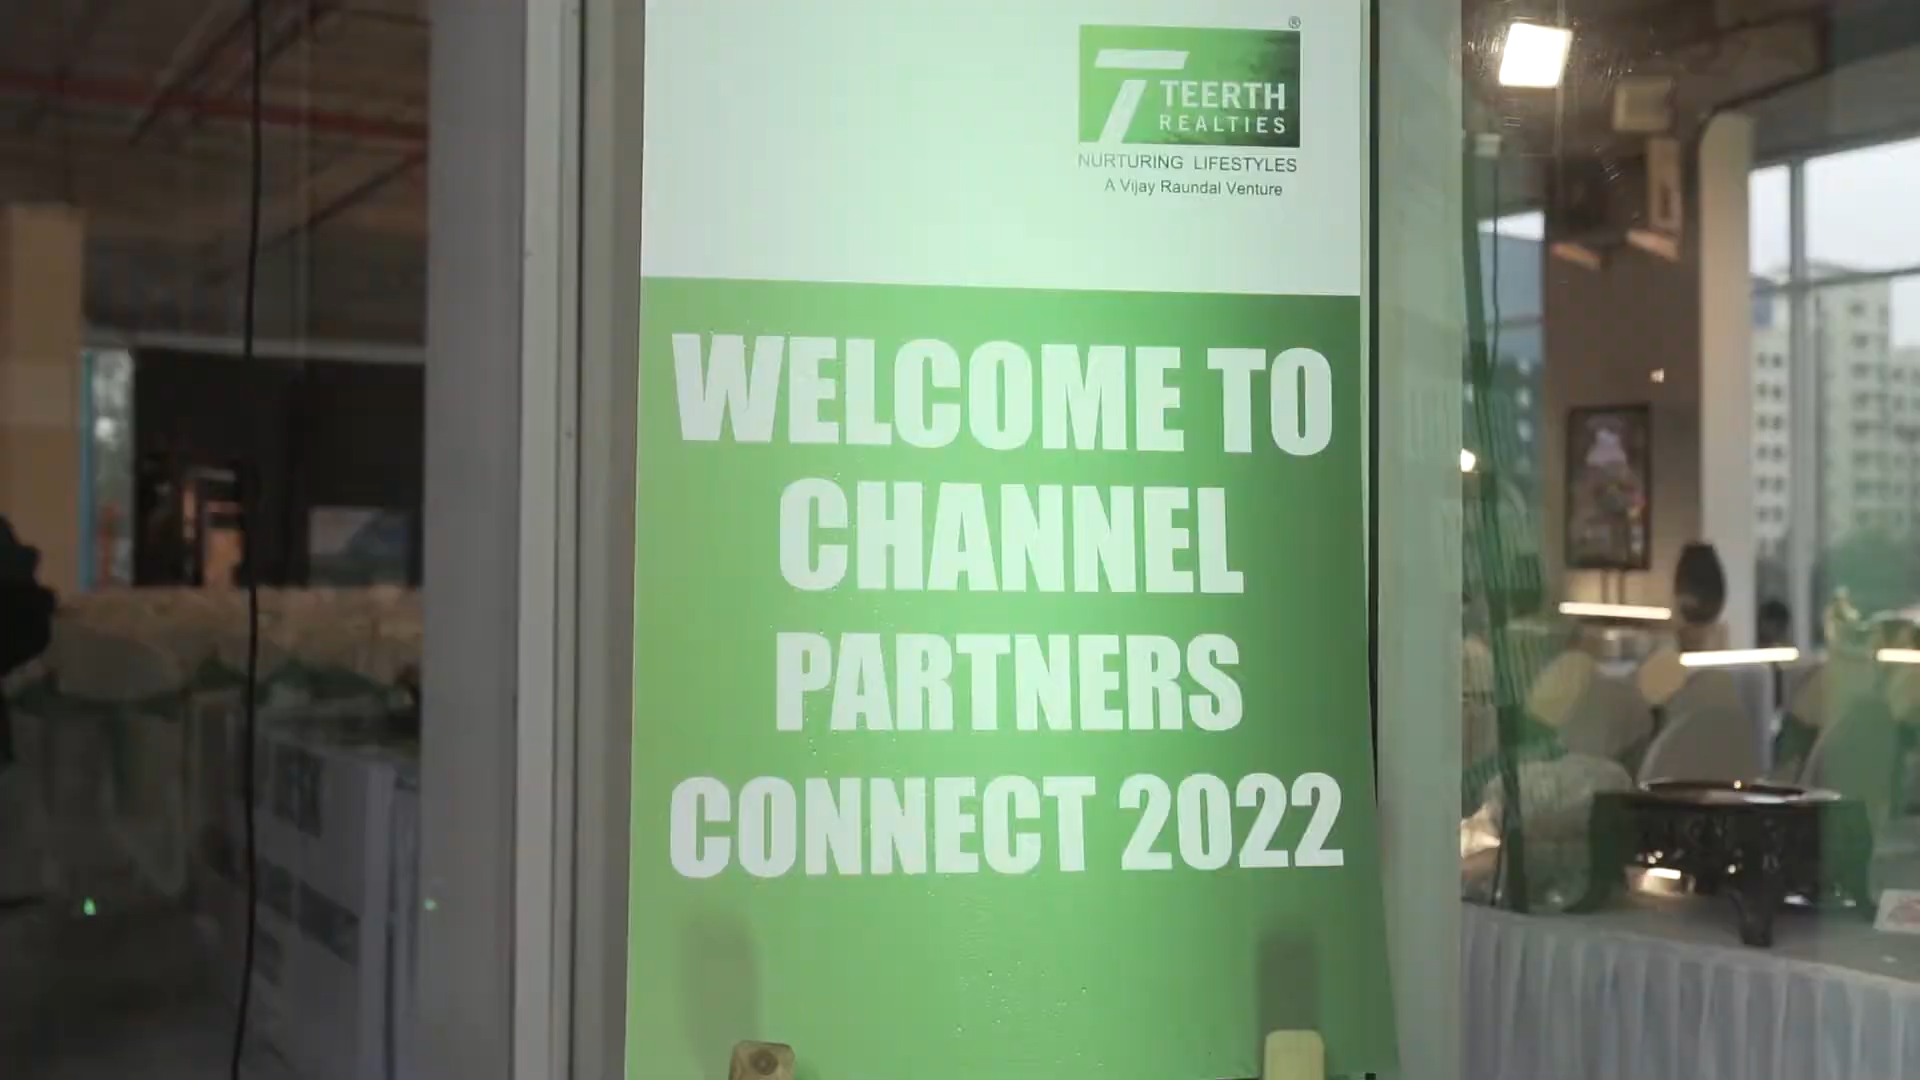 ®
TEERTH
REALTIES
NURTURING LIFESTYLES
A Vijay Raundal Venture
WELCOME TO
CHANNEL
PARTNERS
CONNECT 2022